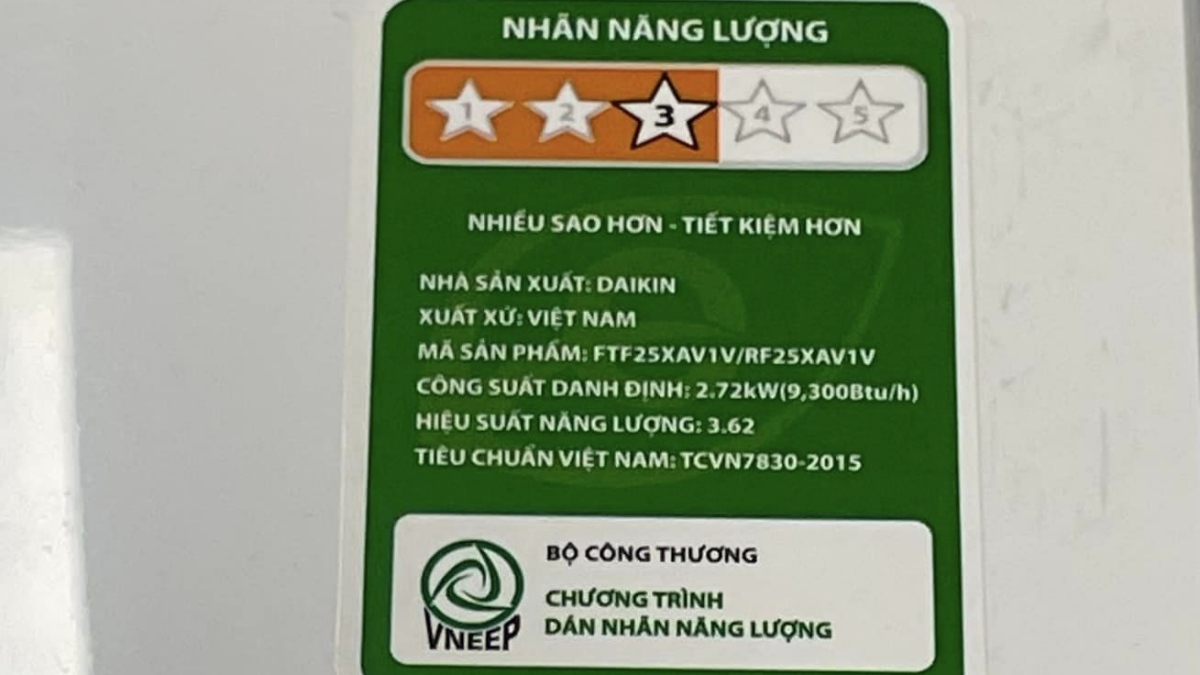 NHÃN NĂNG LƯỢNG
1 2 3 4 5
NHIỀU SAO HƠN - TIẾT KIỆM HƠN
NHÀ SẢN XUẤT: DAIKIN
XUẤT XỨ: VIỆT NAM
MÃ SẢN PHẨM: FTF25XAV1V/RF25XAV1V
CÔNG SUẤT DANH ĐỊNH: 2.72kW(9,300Btu/h)
HIỆU SUẤT NĂNG LƯỢNG: 3.62
TIÊU CHUẨN VIỆT NAM: TCVN7830-2015
BỘ CÔNG THƯƠNG
CHƯƠNG TRÌNH
DÁN NHÃN NĂNG LƯỢNG
VNEEP